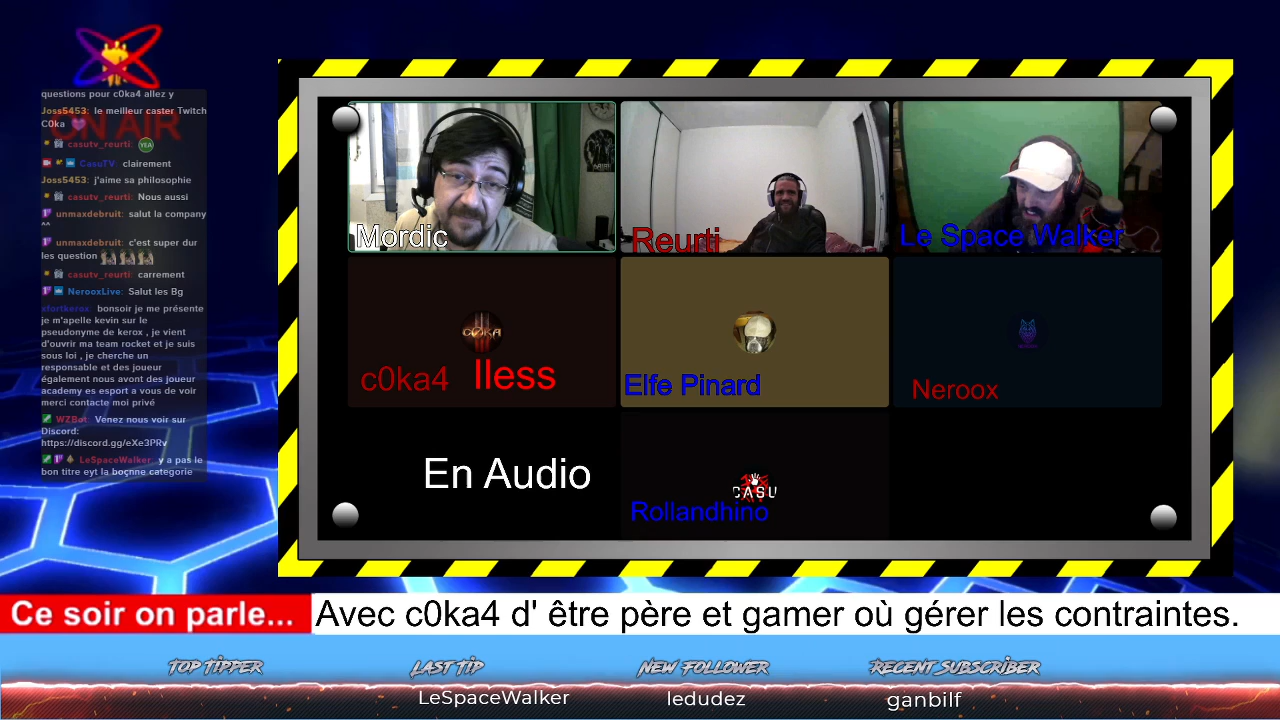 questions pour c0ka4 allez y
Joss5453: le meilleur caster Twitch
C0ka
ON AIR
casutv_reurti: YEA
CasuTV: clairement
Joss5453: j'aime sa philosophie
casutv_reurti: Nous aussi
unmaxdebruit: salut la company
^^
unmaxdebruit: c'est super dur
les question
casutv_reurti: carrement
NerooxLive: Salut les Bg
xfortkerox: bonsoir je me présente
je m'apelle kevin sur le
pseudonyme de kerox , je vient
d'ouvrir ma team rocket et je suis
sous loi , je cherche un
responsable et des joueur
également nous avont des joueur
academy es esport a vous de voir
merci contacte moi privé
WZBot: Venez nous voir sur
Discord:
https://discord.gg/eXe3PRv
LeSpaceWalker: y a pas le
bon titre eyt la boçnne categorie
Mordic
Reurti
Le Space Walker
C0KA
c0ka4 lless
Elfe Pinard
Neroox
En Audio
CASU
Rollandhino
Ce soir on parle... Avec c0ka4 d' être père et gamer où gérer les contraintes.
TOP TIPPER LAST TIP NEW FOLLOWER RECENT SUBSCRIBER
LeSpaceWalker ledudez ganbilf